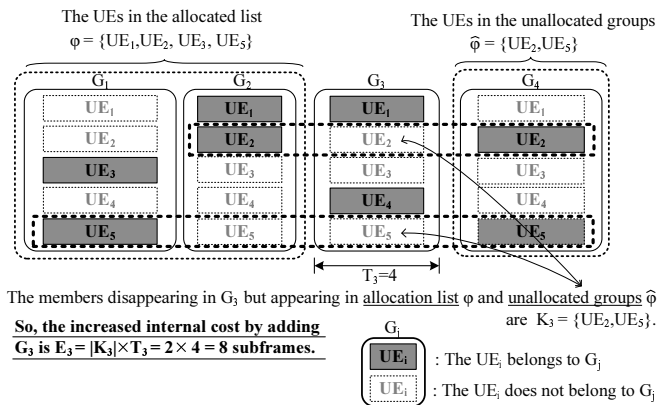 The UEs in the allocated list
φ = {UE₁,UE₂, UE₃, UE₅}
The UEs in the unallocated groups
φ̂ = {UE₂,UE₅}
G₁ G₂ G₃ G₄
UE₁ UE₁ UE₁ UE₁
UE₂ UE₂ UE₂ UE₂
UE₃ UE₃ UE₃ UE₃
UE₄ UE₄ UE₄ UE₄
UE₅ UE₅ UE₅ UE₅
T₃=4
The members disappearing in G₃ but appearing in allocation list φ and unallocated groups φ̂
are K₃ = {UE₂,UE₅}.
So, the increased internal cost by adding
G₃ is E₃= |K₃|×T₃ = 2 × 4 = 8 subframes.
Gⱼ
UEᵢ : The UEᵢ belongs to Gⱼ
UEᵢ : The UEᵢ does not belong to Gⱼ